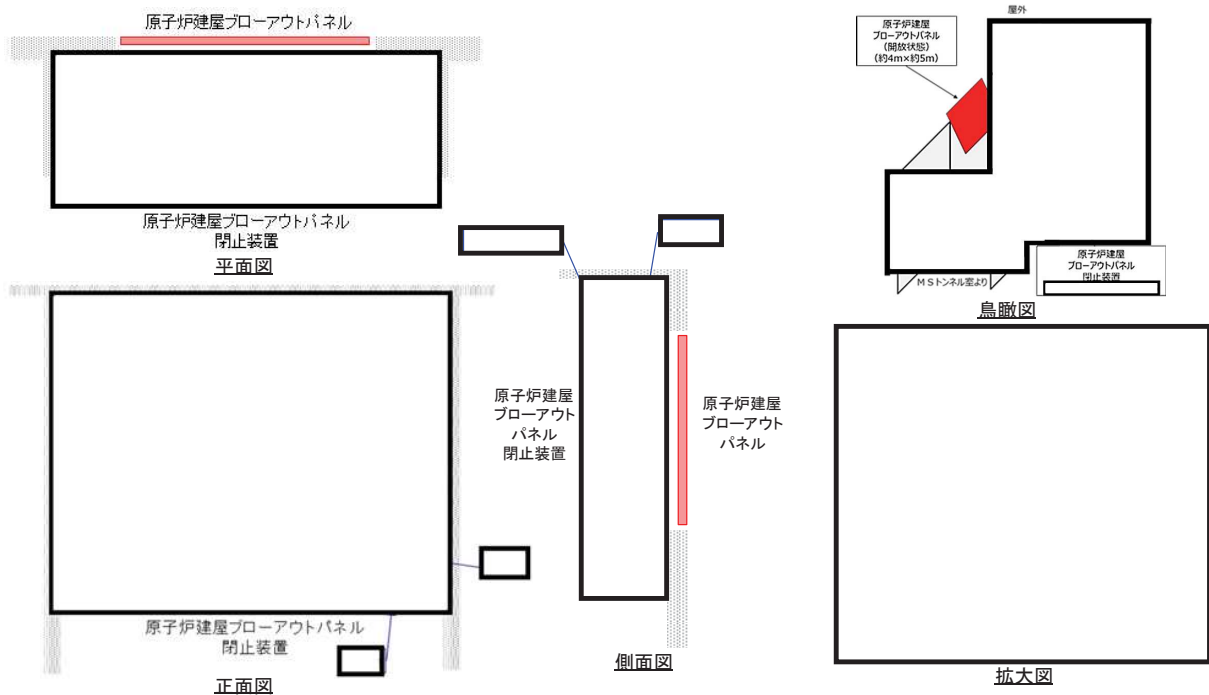 原子炉建屋ブローアウトパネル
原子炉建屋ブローアウトパネル
閉止装置
平面図
屋外
原子炉建屋
ブローアウトパネル
(開放状態)
(約4m×約5m)
原子炉建屋
ブローアウトパネル
閉止装置
MSトンネル室より
鳥瞰図
原子炉建屋
ブローアウト
パネル
閉止装置
原子炉建屋
ブローアウト
パネル
側面図
原子炉建屋ブローアウトパネル
閉止装置
正面図
拡大図